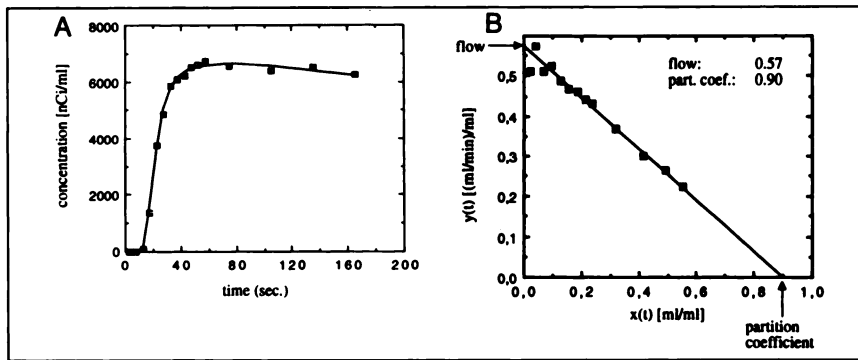 A
8000
6000
4000
2000
0
0
40
80
120
160
200
concentration [nCi/ml]
time (sec.)
B
flow
flow: 0.57
part. coef.: 0.90
0,5
0,4
0,3
0,2
0,1
0,0
0,0
0,2
0,4
0,6
0,8
1,0
y(t) [(ml/min)/ml]
x(t) [ml/ml]
partition
coefficient